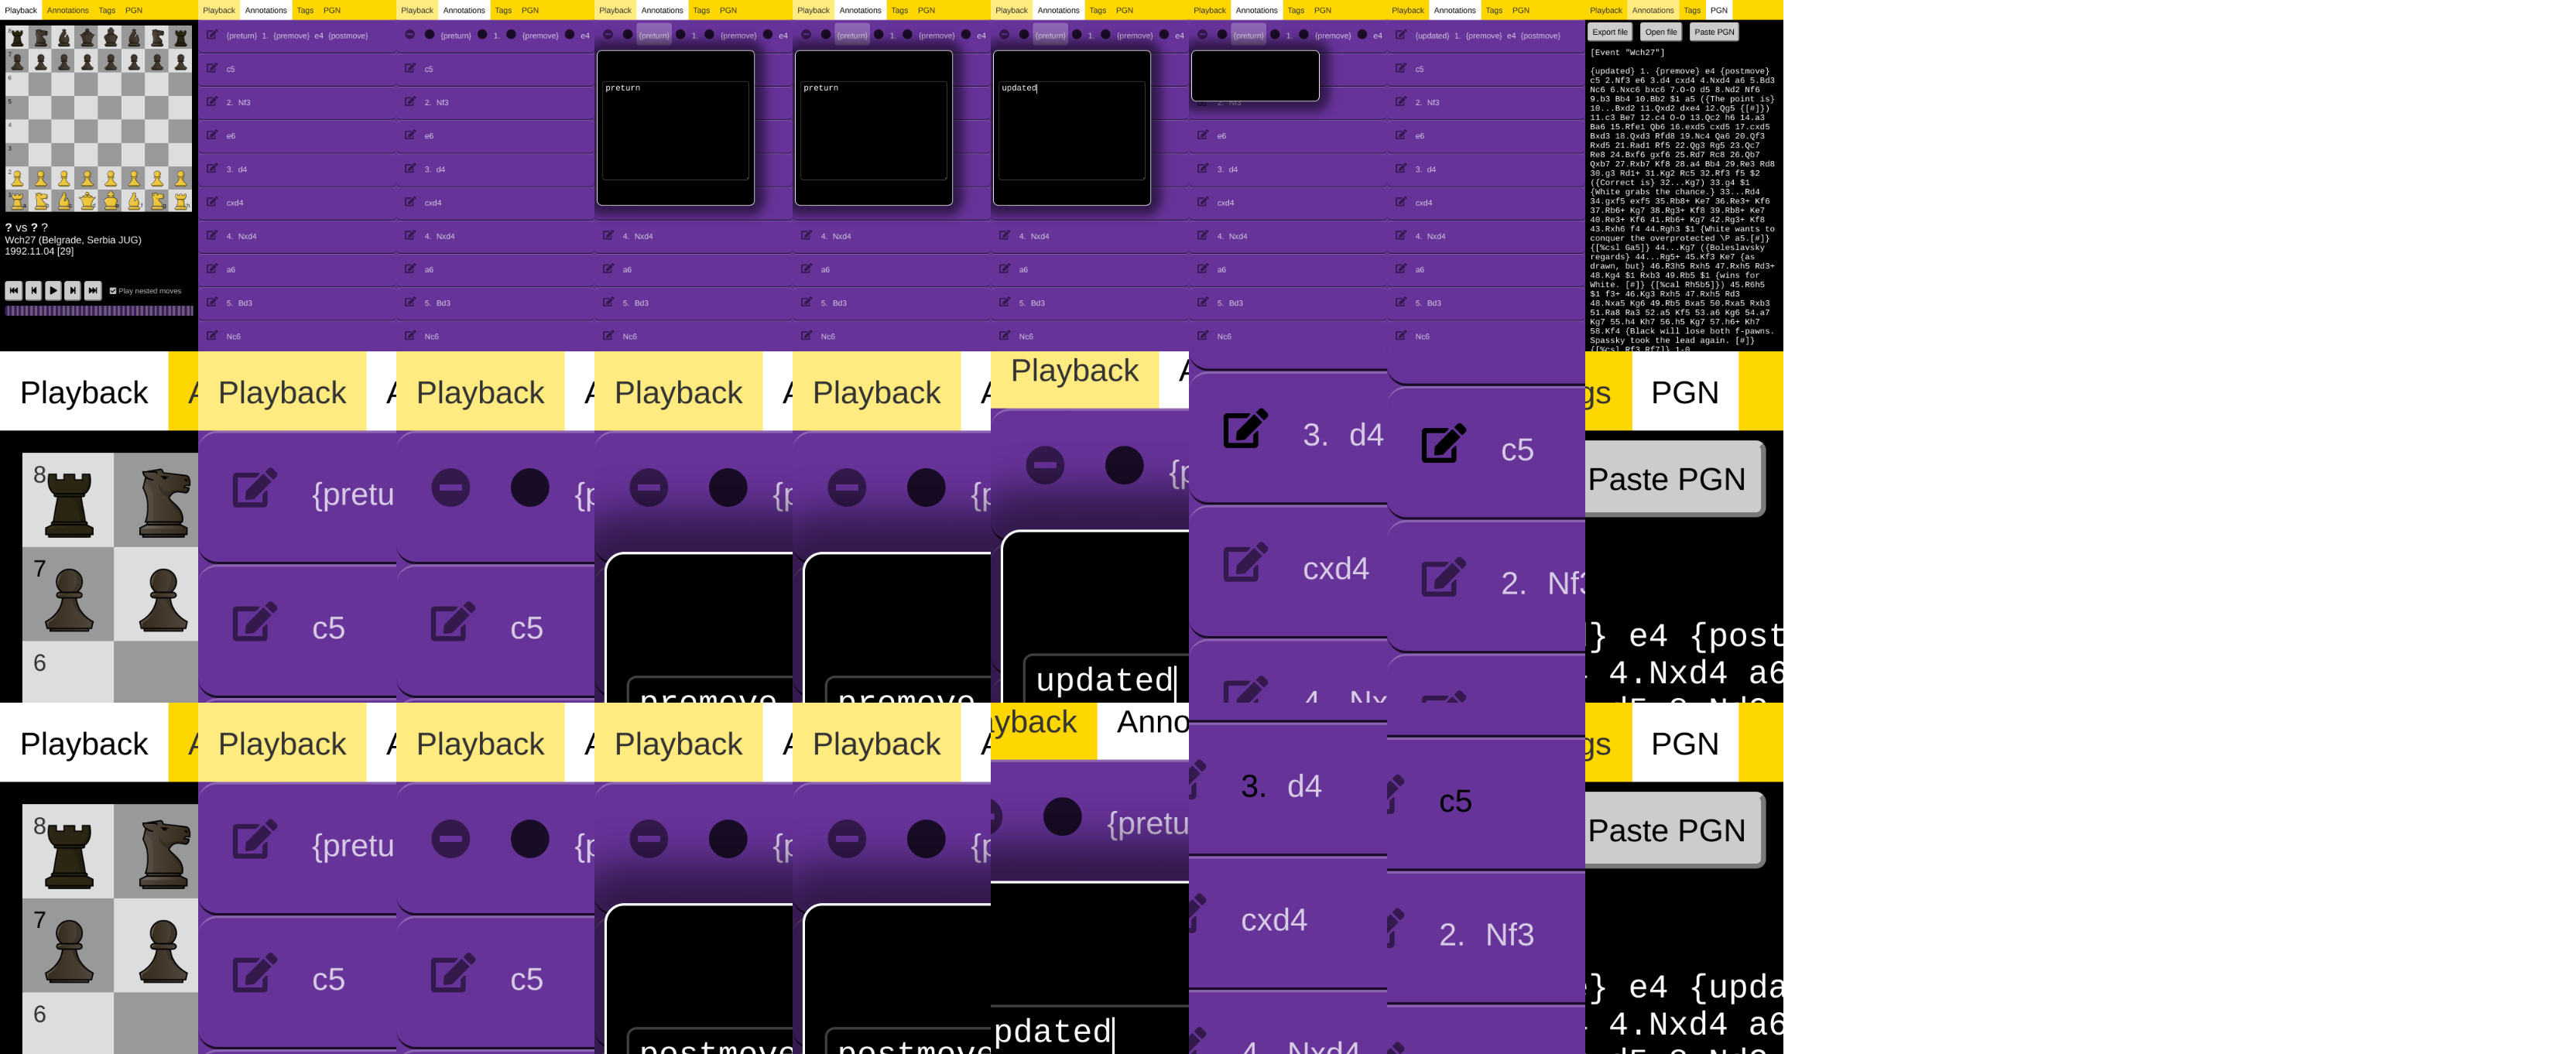 Playback Annotations Tags PGN
8
7
6
5
4
3
2
1 a b c d e f g h
? vs ? ?
Wch27 (Belgrade, Serbia JUG)
1992.11.04 [29]
Play nested moves
Playback Annotations Tags PGN
{preturn} 1. {premove} e4 {postmove}
c5
2. Nf3
e6
3. d4
cxd4
4. Nxd4
a6
5. Bd3
Nc6
Playback Annotations Tags PGN
{preturn} 1. {premove} e4
c5
2. Nf3
e6
3. d4
cxd4
4. Nxd4
a6
5. Bd3
Nc6
Playback Annotations Tags PGN
{preturn} 1. {premove} e4
preturn
4. Nxd4
a6
5. Bd3
Nc6
Playback Annotations Tags PGN
{preturn} 1. {premove} e4
preturn
4. Nxd4
a6
5. Bd3
Nc6
Playback Annotations Tags PGN
{preturn} 1. {premove} e4
updated
4. Nxd4
a6
5. Bd3
Nc6
Playback Annotations Tags PGN
{preturn} 1. {premove} e4
2. Nf3
e6
3. d4
cxd4
4. Nxd4
a6
5. Bd3
Nc6
Playback Annotations Tags PGN
{updated} 1. {premove} e4 {postmove}
c5
2. Nf3
e6
3. d4
cxd4
4. Nxd4
a6
5. Bd3
Nc6
Playback Annotations Tags PGN
Export file Open file Paste PGN
[Event "Wch27"]
{updated} 1. {premove} e4 {postmove}
c5 2.Nf3 e6 3.d4 cxd4 4.Nxd4 a6 5.Bd3
Nc6 6.Nxc6 bxc6 7.O-O d5 8.Nd2 Nf6
9.b3 Bb4 10.Bb2 $1 a5 ({The point is}
10...Bxd2 11.Qxd2 dxe4 12.Qg5 {[#]})
11.c3 Be7 12.c4 O-O 13.Qc2 h6 14.a3
Ba6 15.Rfe1 Qb6 16.exd5 cxd5 17.cxd5
Bxd3 18.Qxd3 Rfd8 19.Nc4 Qa6 20.Qf3
Rxd5 21.Rad1 Rf5 22.Qg3 Rg5 23.Qc7
Re8 24.Bxf6 gxf6 25.Rd7 Rc8 26.Qb7
Qxb7 27.Rxb7 Kf8 28.a4 Bb4 29.Re3 Rd8
30.g3 Rd1+ 31.Kg2 Rc5 32.Rf3 f5 $2
({Correct is} 32...Kg7) 33.g4 $1
{White grabs the chance.} 33...Rd4
34.gxf5 exf5 35.Rb8+ Ke7 36.Re3+ Kf6
37.Rb6+ Kg7 38.Rg3+ Kf8 39.Rb8+ Ke7
40.Re3+ Kf6 41.Rb6+ Kg7 42.Rg3+ Kf8
43.Rxh6 f4 44.Rgh3 $1 {White wants to
conquer the overprotected \P a5.[#]}
{[%csl Ga5]} 44...Kg7 ({Boleslavsky
regards} 44...Rg5+ 45.Kf3 Ke7 {as
drawn, but} 46.R3h5 Rxh5 47.Rxh5 Rd3+
48.Kg4 $1 Rxb3 49.Rb5 $1 {wins for
White. [#]} {[%cal Rh5b5]}) 45.R6h5
$1 f3+ 46.Kg3 Rxh5 47.Rxh5 Rd3
48.Nxa5 Kg6 49.Rb5 Bxa5 50.Rxa5 Rxb3
51.Ra8 Ra3 52.a5 Kf5 53.a6 Kg6 54.a7
Kg7 55.h4 Kh7 56.h5 Kg7 57.h6+ Kh7
58.Kf4 {Black will lose both f-pawns.
Spassky took the lead again. [#]}
{[%csl Rf3,Rf7]} 1-0
Playback A
8
7
6
Playback A
{pretu
c5
Playback A
{p
c5
Playback A
{p
premove
Playback A
{p
premove
Playback A
{p
updated
3. d4
cxd4
4. Nx
c5
2. Nf3
gs PGN
Paste PGN
} e4 {post
4.Nxd4 a6
Playback A
8
7
6
Playback A
{pretu
c5
Playback A
{p
c5
Playback A
{p
postmove
Playback A
{p
postmove
yback Anno
{pretu
pdated
3. d4
cxd4
4. Nxd4
c5
2. Nf3
gs PGN
Paste PGN
} e4 {upda
4.Nxd4 a6